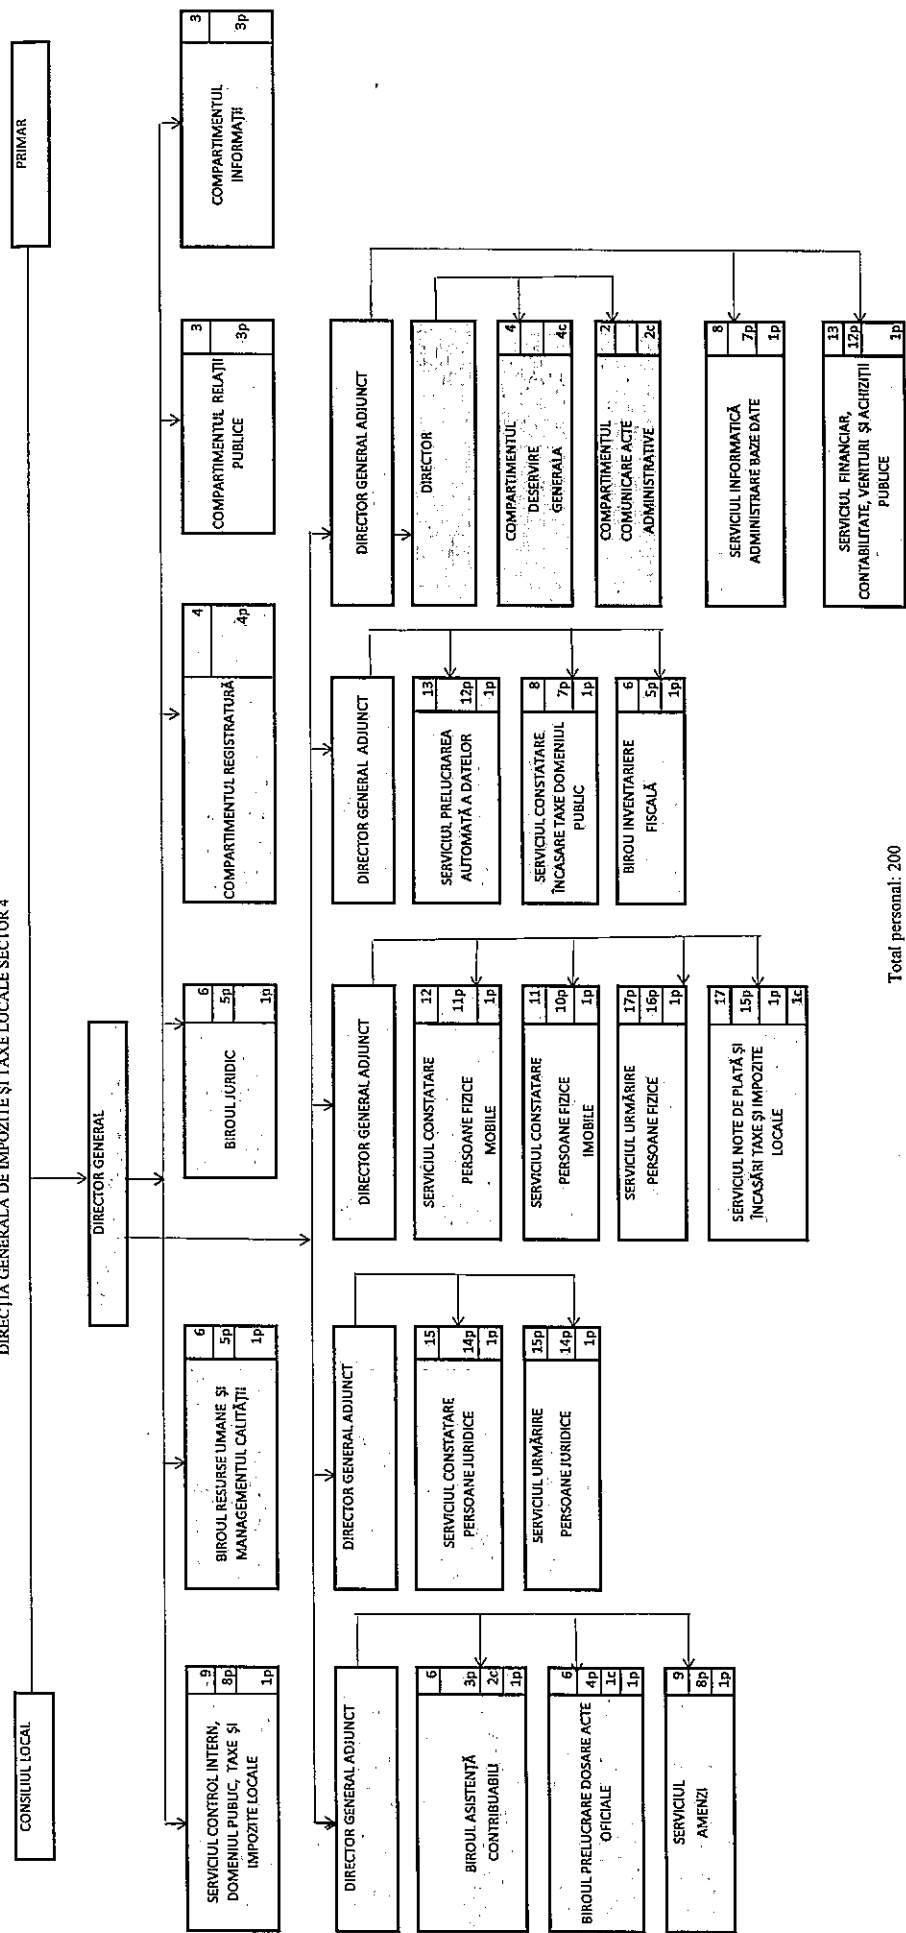 DIRECȚIA GENERALĂ DE IMPOZITE ȘI TAXE LOCALE SECTOR 4
CONSILIUL LOCAL
PRIMAR
DIRECTOR GENERAL
SERVICIUL CONTROL INTERN,
DOMENIUL PUBLIC, TAXE ȘI
IMPOZITE LOCALE
9
8p
1p
BIROUL RESURSE UMANE ȘI
MANAGEMENTUL CALITĂȚII
6
5p
1p
BIROUL JURIDIC
6
5p
1p
COMPARTIMENTUL REGISTRATURĂ
4
4p
COMPARTIMENTUL RELAȚII
PUBLICE
3
3p
COMPARTIMENTUL
INFORMAȚII
3
3p
DIRECTOR GENERAL ADJUNCT
BIROUL ASISTENȚĂ
CONTRIBUABILI
6
3p
2c
1p
BIROUL PRELUCRARE DOSARE ACTE
OFICIALE
6
4p
1c
1p
SERVICIUL
AMENZI
9
8p
1p
DIRECTOR GENERAL ADJUNCT
SERVICIUL CONSTATARE
PERSOANE JURIDICE
15
14p
1p
SERVICIUL URMĂRIRE
PERSOANE JURIDICE
15p
14p
1p
DIRECTOR GENERAL ADJUNCT
SERVICIUL CONSTATARE
PERSOANE FIZICE
MOBILE
12
11p
1p
SERVICIUL CONSTATARE
PERSOANE FIZICE
IMOBILE
11
10p
1p
SERVICIUL URMĂRIRE
PERSOANE FIZICE
17p
16p
1p
SERVICIUL NOTE DE PLATĂ ȘI
ÎNCASĂRI TAXE ȘI IMPOZITE
LOCALE
17
15p
1p
1c
DIRECTOR GENERAL ADJUNCT
SERVICIUL PRELUCRAREA
AUTOMATĂ A DATELOR
13
12p
1p
SERVICIUL CONSTATARE,
ÎNCASARE TAXE DOMENIUL
PUBLIC
8
7p
1p
BIROU INVENTARIERE
FISCALĂ
6
5p
1p
DIRECTOR GENERAL ADJUNCT
DIRECTOR
COMPARTIMENTUL
DESERVIRE
GENERALA
4
4c
COMPARTIMENTUL
COMUNICARE ACTE
ADMINISTRATIVE
2
2c
SERVICIUL INFORMATICĂ
ADMINISTRARE BAZE DATE
8
7p
1p
SERVICIUL FINANCIAR,
CONTABILITATE, VENITURI ȘI ACHIZIȚII
PUBLICE
13
12p
1p
Total personal: 200